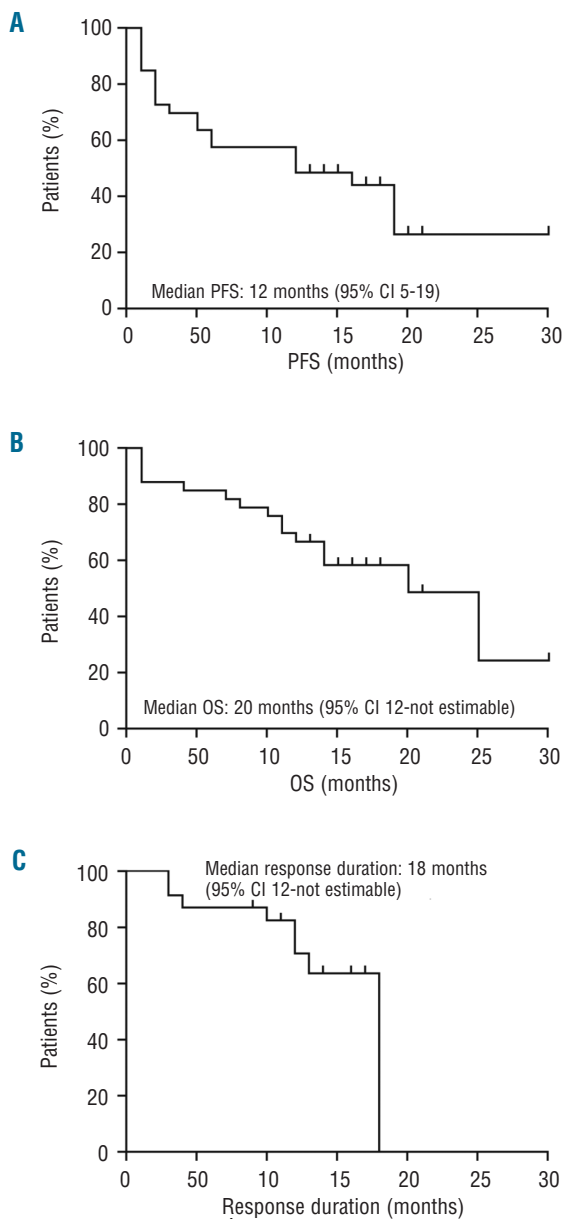 A
100
80
60
40
20
0
Patients (%)
Median PFS: 12 months (95% CI 5-19)
0 50 10 15 20 25 30
PFS (months)
B
100
80
60
40
20
0
Patients (%)
Median OS: 20 months (95% CI 12-not estimable)
0 50 10 15 20 25 30
OS (months)
C
Median response duration: 18 months
(95% CI 12-not estimable)
100
80
60
40
20
0
Patients (%)
0 50 10 15 20 25 30
Response duration (months)